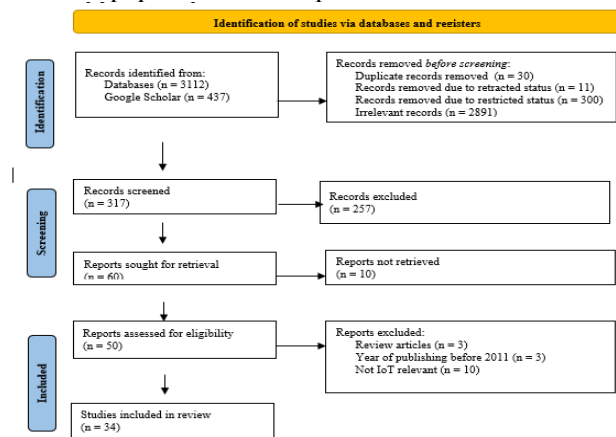 Identification of studies via databases and registers
Identification
Records identified from:
Databases (n = 3112)
Google Scholar (n = 437)
Records removed before screening:
Duplicate records removed (n = 30)
Records removed due to retracted status (n = 11)
Records removed due to restricted status (n = 300)
Irrelevant records (n = 2891)
Screening
Records screened
(n = 317)
Records excluded
(n = 257)
Reports sought for retrieval
(n = 60)
Reports not retrieved
(n = 10)
Included
Reports assessed for eligibility
(n = 50)
Reports excluded:
Review articles (n = 3)
Year of publishing before 2011 (n = 3)
Not IoT relevant (n = 10)
Studies included in review
(n = 34)